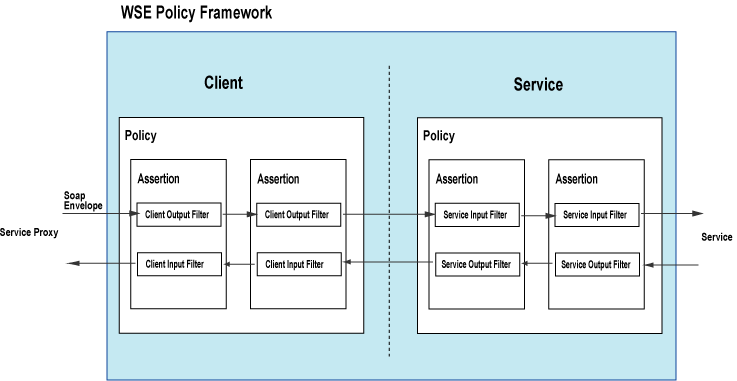 WSE Policy Framework
Client
Service
Policy
Policy
Assertion
Assertion
Assertion
Assertion
Soap
Envelope
Client Output Filter
Client Output Filter
Service Input Filter
Service Input Filter
Service Proxy
Service
Client Input Filter
Client Input Filter
Service Output Filter
Service Output Filter